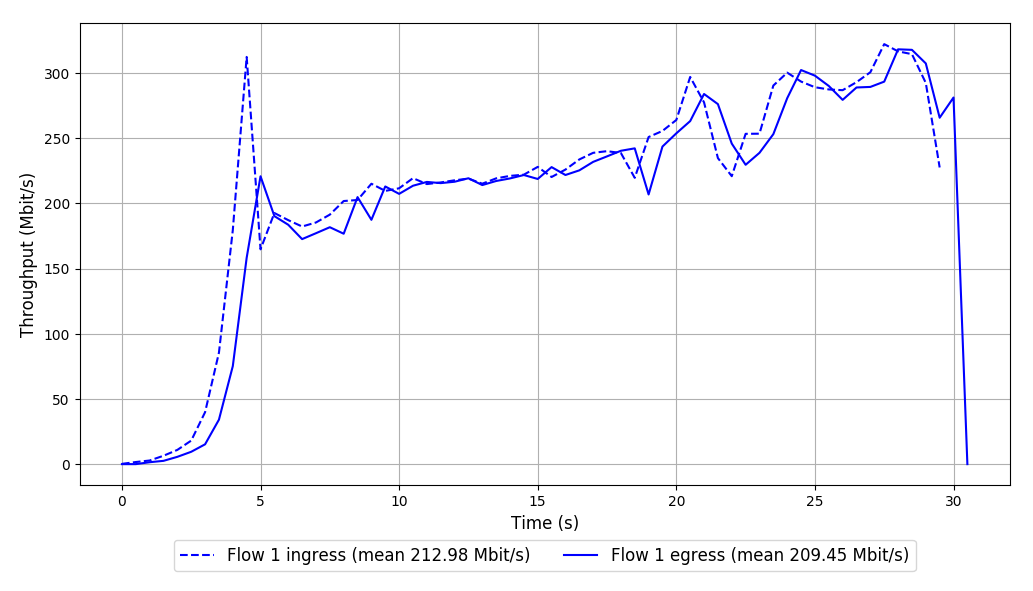 300
250
200
150
100
50
0
Throughput (Mbit/s)
0 5 10 15 20 25 30
Time (s)
Flow 1 ingress (mean 212.98 Mbit/s) Flow 1 egress (mean 209.45 Mbit/s)